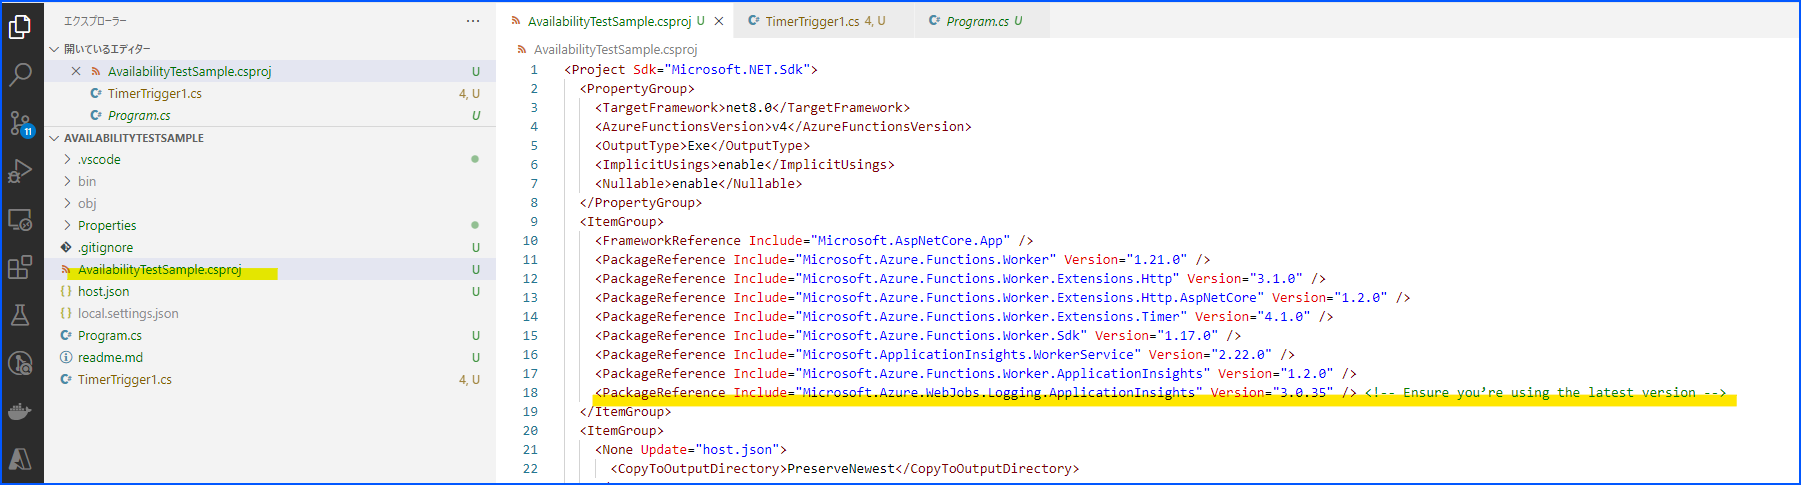 エクスプローラー
···
開いているエディター
AvailabilityTestSample.csproj U
TimerTrigger1.cs 4, U
Program.cs U
AVAILABILITYTESTSAMPLE
.vscode
bin
obj
Properties
.gitignore U
AvailabilityTestSample.csproj U
host.json U
local.settings.json
Program.cs U
readme.md U
TimerTrigger1.cs 4, U
11
AvailabilityTestSample.csproj U
TimerTrigger1.cs 4, U
Program.cs U
AvailabilityTestSample.csproj
1 <Project Sdk="Microsoft.NET.Sdk">
2 <PropertyGroup>
3 <TargetFramework>net8.0</TargetFramework>
4 <AzureFunctionsVersion>v4</AzureFunctionsVersion>
5 <OutputType>Exe</OutputType>
6 <ImplicitUsings>enable</ImplicitUsings>
7 <Nullable>enable</Nullable>
8 </PropertyGroup>
9 <ItemGroup>
10 <FrameworkReference Include="Microsoft.AspNetCore.App" />
11 <PackageReference Include="Microsoft.Azure.Functions.Worker" Version="1.21.0" />
12 <PackageReference Include="Microsoft.Azure.Functions.Worker.Extensions.Http" Version="3.1.0" />
13 <PackageReference Include="Microsoft.Azure.Functions.Worker.Extensions.Http.AspNetCore" Version="1.2.0" />
14 <PackageReference Include="Microsoft.Azure.Functions.Worker.Extensions.Timer" Version="4.1.0" />
15 <PackageReference Include="Microsoft.Azure.Functions.Worker.Sdk" Version="1.17.0" />
16 <PackageReference Include="Microsoft.ApplicationInsights.WorkerService" Version="2.22.0" />
17 <PackageReference Include="Microsoft.Azure.Functions.Worker.ApplicationInsights" Version="1.2.0" />
18 <PackageReference Include="Microsoft.Azure.WebJobs.Logging.ApplicationInsights" Version="3.0.35" /> <!-- Ensure you’re using the latest version -->
19 </ItemGroup>
20 <ItemGroup>
21 <None Update="host.json">
22 <CopyToOutputDirectory>PreserveNewest</CopyToOutputDirectory>